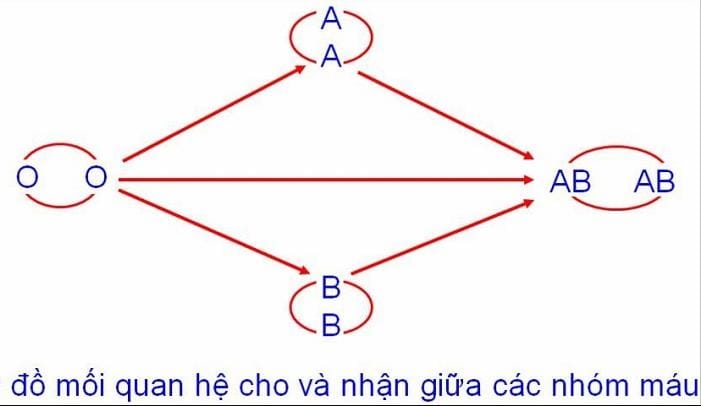 A
A
O O
AB AB
B
B
đồ mối quan hệ cho và nhận giữa các nhóm máu